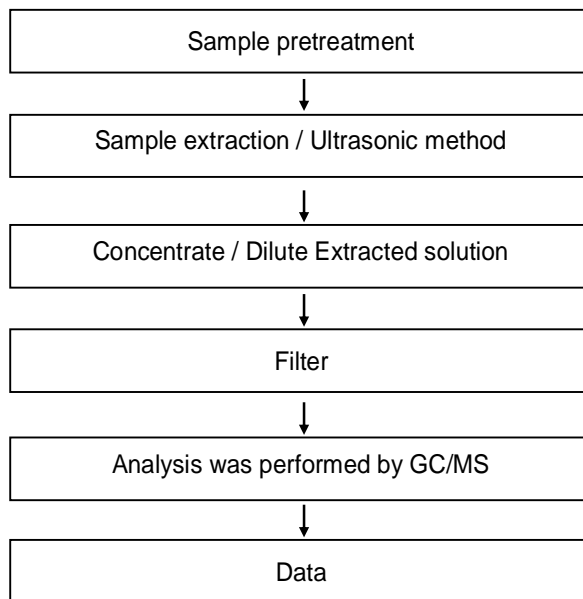 Sample pretreatment
Sample extraction / Ultrasonic method
Concentrate / Dilute Extracted solution
Filter
Analysis was performed by GC/MS
Data